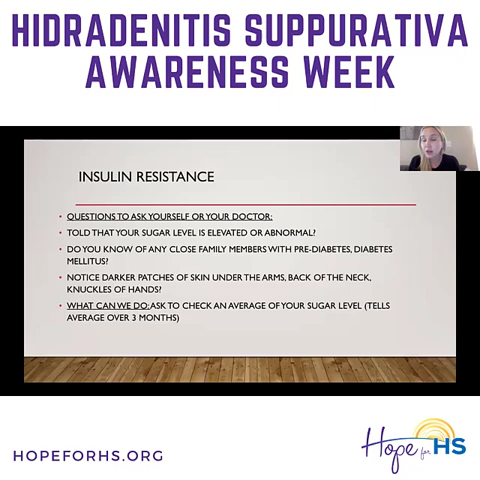 HIDRADENITIS SUPPURATIVA
AWARENESS WEEK
INSULIN RESISTANCE
• QUESTIONS TO ASK YOURSELF OR YOUR DOCTOR:
• TOLD THAT YOUR SUGAR LEVEL IS ELEVATED OR ABNORMAL?
• DO YOU KNOW OF ANY CLOSE FAMILY MEMBERS WITH PRE-DIABETES, DIABETES
MELLITUS?
• NOTICE DARKER PATCHES OF SKIN UNDER THE ARMS, BACK OF THE NECK,
KNUCKLES OF HANDS?
• WHAT CAN WE DO: ASK TO CHECK AN AVERAGE OF YOUR SUGAR LEVEL (TELLS
AVERAGE OVER 3 MONTHS)
HOPEFORHS.ORG
Hope for HS